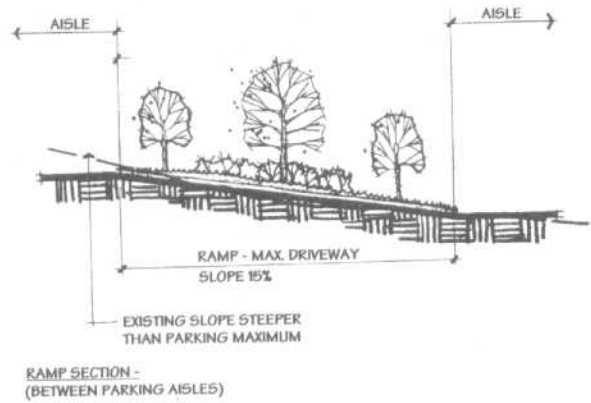 AISLE
AISLE
RAMP - MAX. DRIVEWAY
SLOPE 15%
EXISTING SLOPE STEEPER
THAN PARKING MAXIMUM
RAMP SECTION -
(BETWEEN PARKING AISLES)